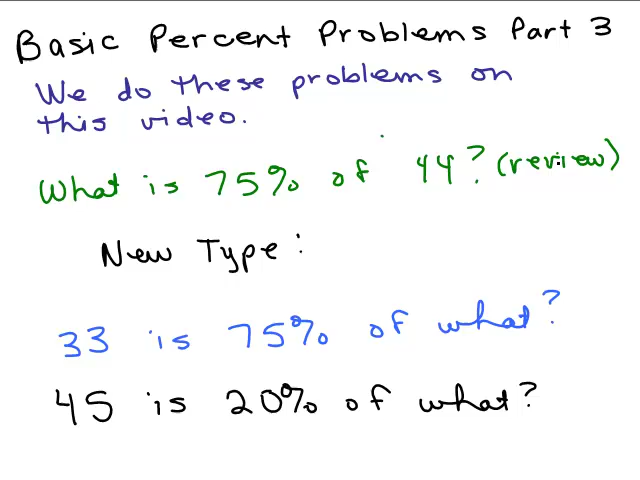 Basic Percent Problems Part 3
We do these problems on
this video.
What is 75% of 44? (review)
New Type:
33 is 75% of what?
45 is 20% of what?